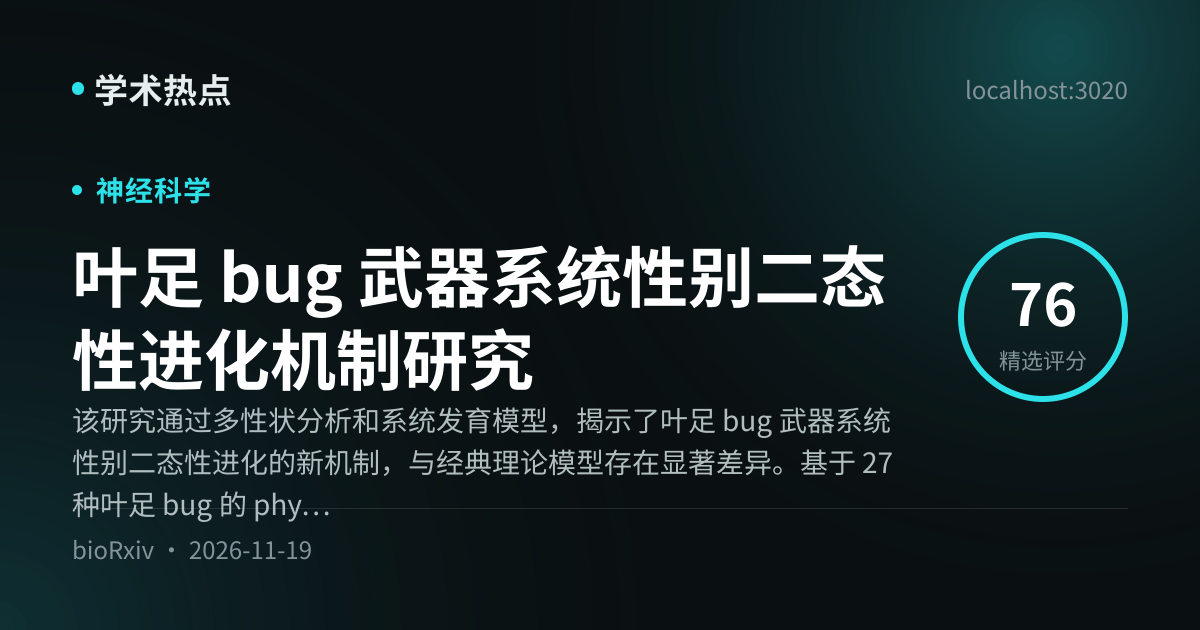 学术热点
localhost:3020
神经科学
叶足 bug 武器系统性别二态
性进化机制研究
76
精选评分
该研究通过多性状分析和系统发育模型，揭示了叶足 bug 武器系统
性别二态性进化的新机制，与经典理论模型存在显著差异。基于 27
种叶足 bug 的 phy…
bioRxiv · 2026-11-19